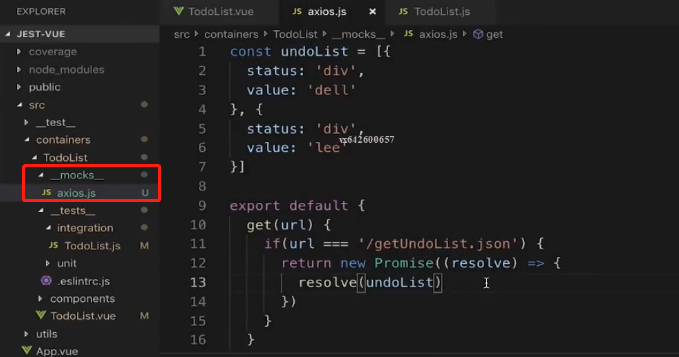 EXPLORER
JEST-VUE
coverage
node_modules
public
src
__test__
containers
TodoList
__mocks__
JS axios.js U
__tests__
integration
JS TodoList.js M
unit
.eslintrc.js
components
TodoList.vue M
utils
App.vue
TodoList.vue JS axios.js × JS TodoList.js
src > containers > TodoList > __mocks__ > JS axios.js > get
1 const undoList = [{
2 status: 'div',
3 value: 'dell'
4 }, {
5 status: 'div',
6 value: 'lee'
vx642600657
7 }]
8
9 export default {
10 get(url) {
11 if(url === '/getUndoList.json') {
12 return new Promise((resolve) => {
13 resolve(undoList)
14 })
15 }
16 }